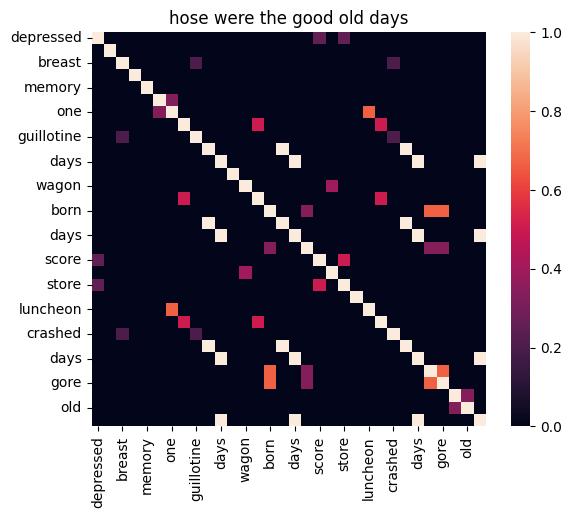 hose were the good old days
depressed
breast
memory
one
guillotine
days
wagon
born
days
score
store
luncheon
crashed
days
gore
old
1.0
0.8
0.6
0.4
0.2
0.0
depressed
breast
memory
one
guillotine
days
wagon
born
days
score
store
luncheon
crashed
days
gore
old